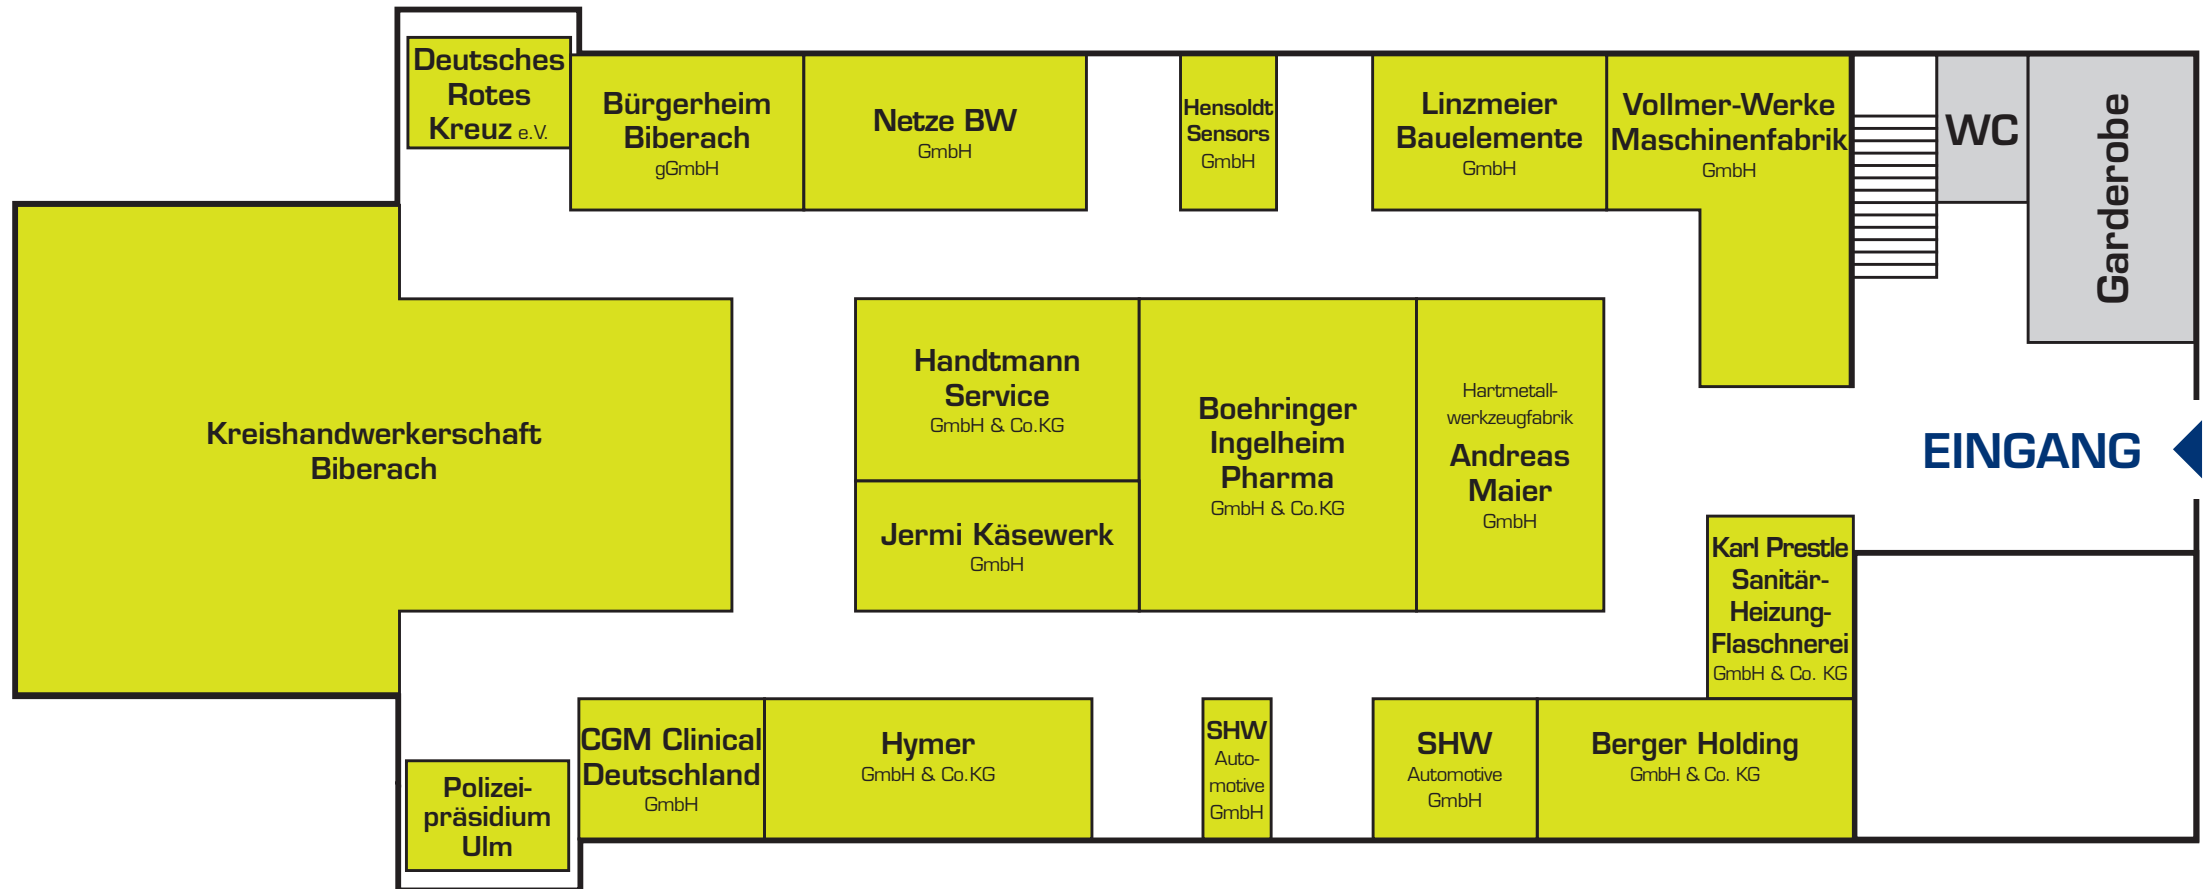 Deutsches
Rotes
Kreuz e.V.
Bürgerheim
Biberach
gGmbH
Netze BW
GmbH
Hensoldt
Sensors
GmbH
Linzmeier
Bauelemente
GmbH
Vollmer-Werke
Maschinenfabrik
GmbH
WC
Garderobe
Kreishandwerkerschaft
Biberach
Handtmann
Service
GmbH & Co.KG
Jermi Käsewerk
GmbH
Boehringer
Ingelheim
Pharma
GmbH & Co.KG
Hartmetall-
werkzeugfabrik
Andreas
Maier
GmbH
EINGANG
Karl Prestle
Sanitär-
Heizung-
Flaschnerei
GmbH & Co. KG
Polizei-
präsidium
Ulm
CGM Clinical
Deutschland
GmbH
Hymer
GmbH & Co.KG
SHW
Auto-
motive
GmbH
SHW
Automotive
GmbH
Berger Holding
GmbH & Co. KG